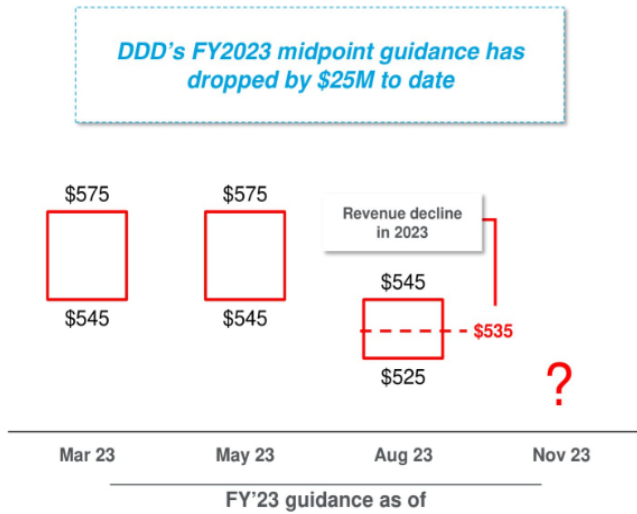 DDD's FY2023 midpoint guidance has
dropped by $25M to date
$575
$575
Revenue decline
in 2023
$545
$545
$545
$535
$525
?
Mar 23
May 23
Aug 23
Nov 23
FY'23 guidance as of